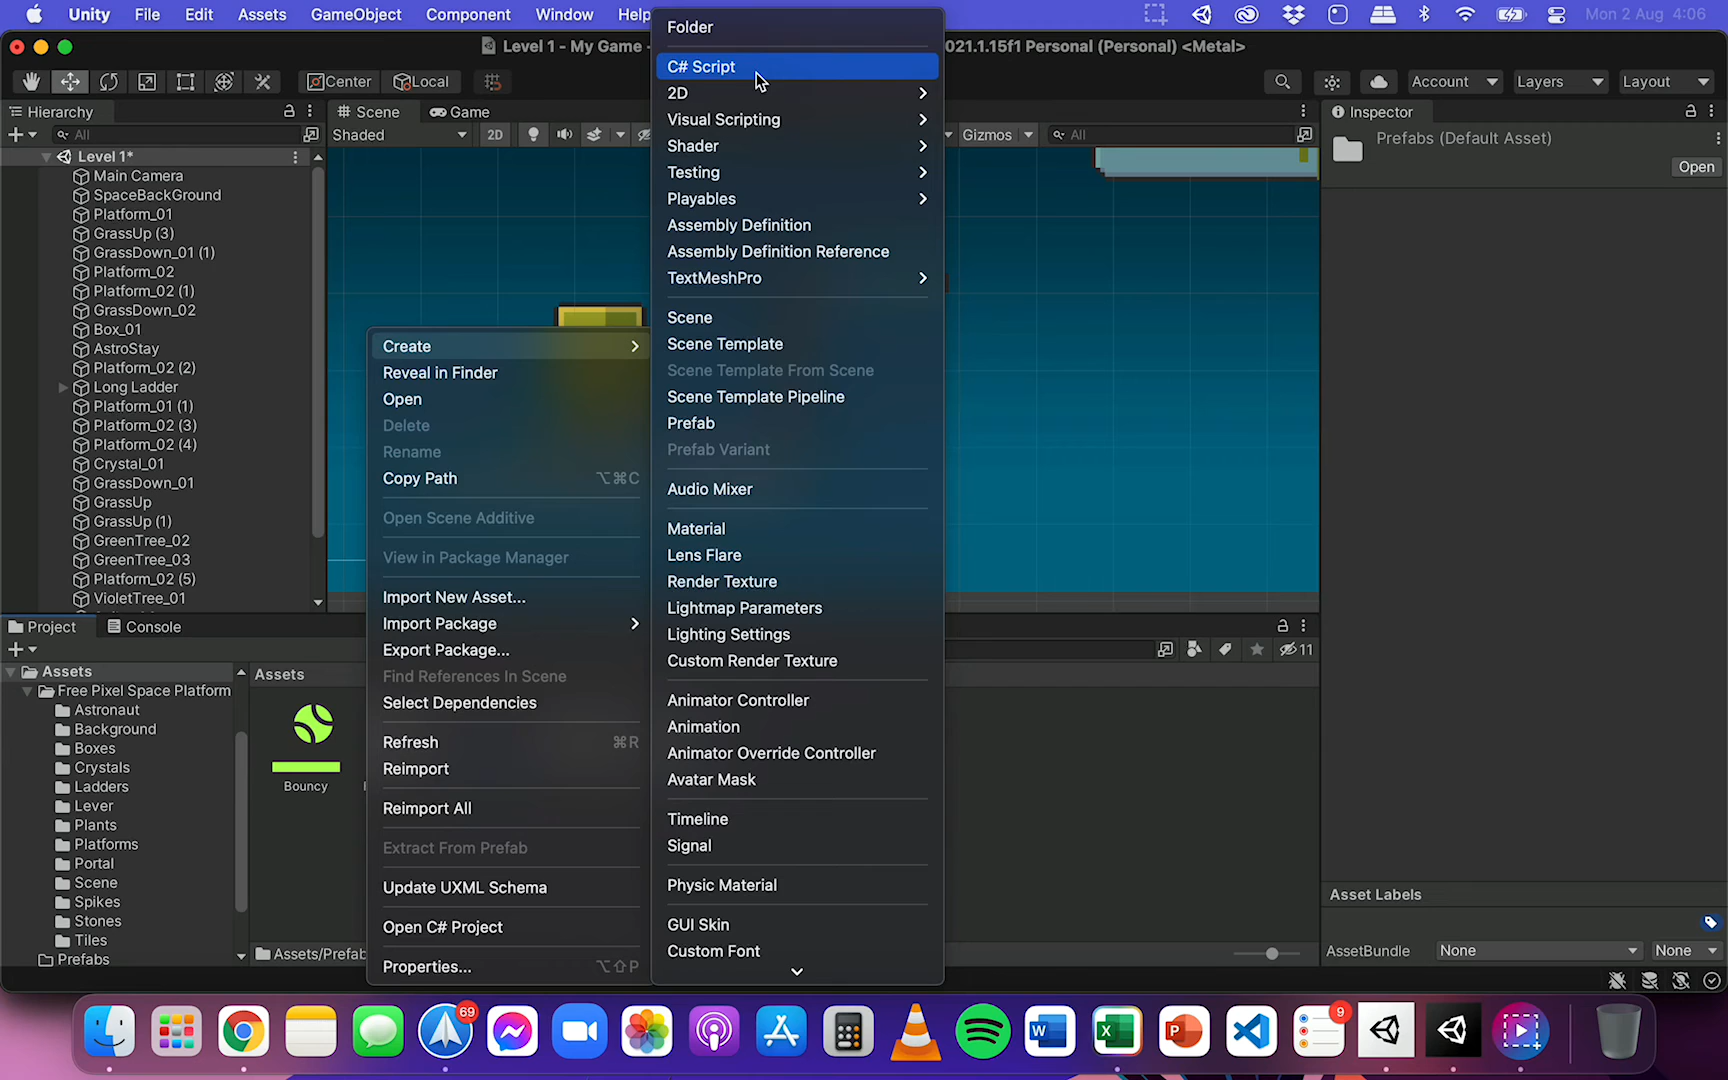 Unity File Edit Assets GameObject Component Window Help Mon 2 Aug 4:06
Level 1 - My Game - 021.1.15f1 Personal (Personal) <Metal>
Center Local Account Layers Layout
Hierarchy
All
Level 1*
Main Camera
SpaceBackGround
Platform_01
GrassUp (3)
GrassDown_01 (1)
Platform_02
Platform_02 (1)
GrassDown_02
Box_01
AstroStay
Platform_02 (2)
Long Ladder
Platform_01 (1)
Platform_02 (3)
Platform_02 (4)
Crystal_01
GrassDown_01
GrassUp
GrassUp (1)
GreenTree_02
GreenTree_03
Platform_02 (5)
VioletTree_01
Scene Game
Shaded 2D Gizmos All
Create
Reveal in Finder
Open
Delete
Rename
Copy Path ⌥⌘C
Open Scene Additive
View in Package Manager
Import New Asset...
Import Package
Export Package...
Find References In Scene
Select Dependencies
Refresh ⌘R
Reimport
Reimport All
Extract From Prefab
Update UXML Schema
Open C# Project
Properties... ⌥⇧P
Folder
C# Script
2D
Visual Scripting
Shader
Testing
Playables
Assembly Definition
Assembly Definition Reference
TextMeshPro
Scene
Scene Template
Scene Template From Scene
Scene Template Pipeline
Prefab
Prefab Variant
Audio Mixer
Material
Lens Flare
Render Texture
Lightmap Parameters
Lighting Settings
Custom Render Texture
Animator Controller
Animation
Animator Override Controller
Avatar Mask
Timeline
Signal
Physic Material
GUI Skin
Custom Font
Inspector
Prefabs (Default Asset)
Open
Asset Labels
AssetBundle None None
Project Console
11
Assets
Free Pixel Space Platform
Astronaut
Background
Boxes
Crystals
Ladders
Lever
Plants
Platforms
Portal
Scene
Spikes
Stones
Tiles
Prefabs
Assets
Bouncy
Assets/Prefab
69
W
X
P
9